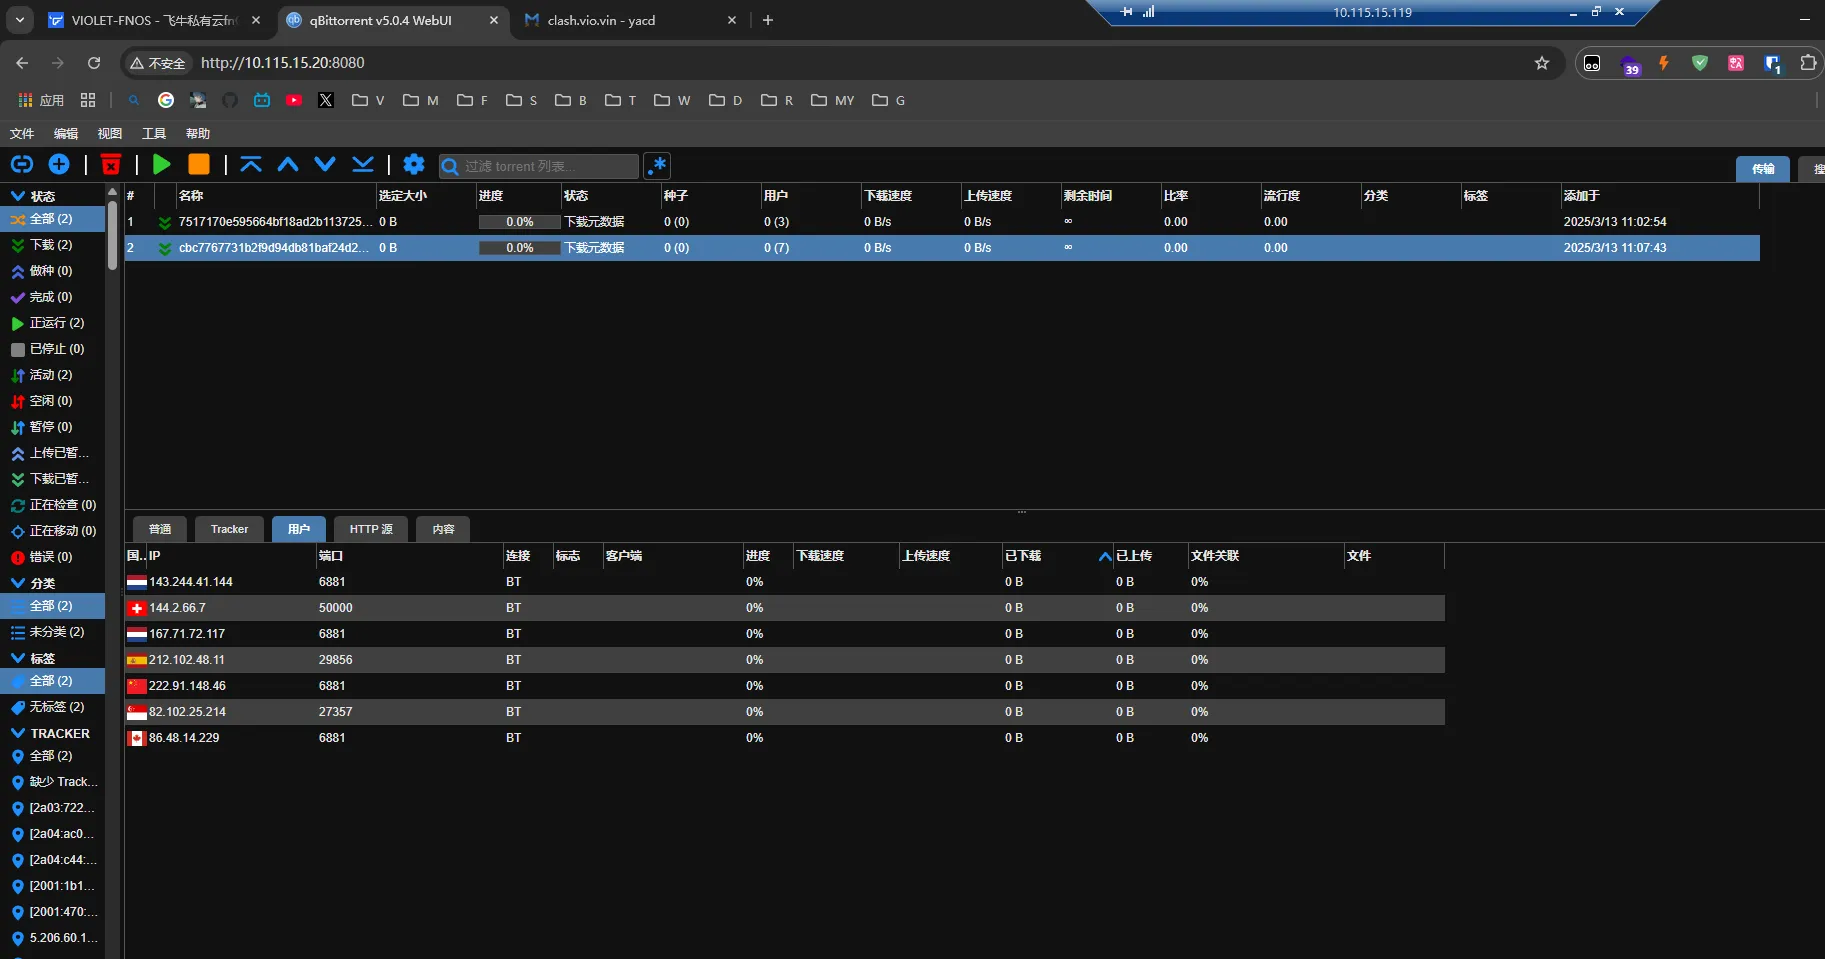 VIOLET-FNOS - 飞牛私有云fn
qBittorrent v5.0.4 WebUI
clash.vio.vin - yacd
10.115.15.119
不安全 http://10.115.15.20:8080
39
1
应用 V M F S B T W D R MY G
文件 编辑 视图 工具 帮助
过滤 torrent 列表...
.*
传输
状态
全部 (2)
下载 (2)
做种 (0)
完成 (0)
正运行 (2)
已停止 (0)
活动 (2)
空闲 (0)
暂停 (0)
上传已暂...
下载已暂...
正在检查 (0)
正在移动 (0)
错误 (0)
分类
全部 (2)
未分类 (2)
标签
全部 (2)
无标签 (2)
TRACKER
全部 (2)
缺少 Track...
[2a03:722...
[2a04:ac0...
[2a04:c44:...
[2001:1b1...
[2001:470:...
5.206.60.1...
# 名称 选定大小 进度 状态 种子 用户 下载速度 上传速度 剩余时间 比率 流行度 分类 标签 添加于
1 7517170e595664bf18ad2b113725... 0 B 0.0% 下载元数据 0 (0) 0 (3) 0 B/s 0 B/s ∞ 0.00 0.00 2025/3/13 11:02:54
2 cbc7767731b2f9d94db81baf24d2... 0 B 0.0% 下载元数据 0 (0) 0 (7) 0 B/s 0 B/s ∞ 0.00 0.00 2025/3/13 11:07:43
普通 Tracker 用户 HTTP 源 内容
国.. IP 端口 连接 标志 客户端 进度 下载速度 上传速度 已下载 已上传 文件关联 文件
143.244.41.144 6881 BT 0% 0 B 0 B 0%
144.2.66.7 50000 BT 0% 0 B 0 B 0%
167.71.72.117 6881 BT 0% 0 B 0 B 0%
212.102.48.11 29856 BT 0% 0 B 0 B 0%
222.91.148.46 6881 BT 0% 0 B 0 B 0%
82.102.25.214 27357 BT 0% 0 B 0 B 0%
86.48.14.229 6881 BT 0% 0 B 0 B 0%